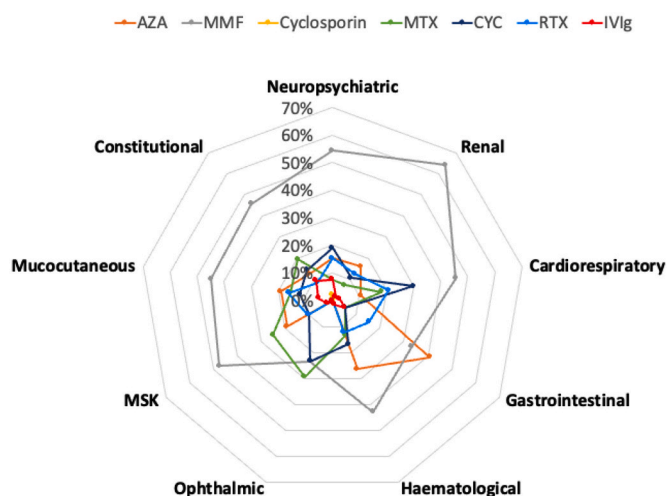 AZA MMF Cyclosporin MTX CYC RTX IVIg
Neuropsychiatric
70%
60%
50%
40%
30%
20%
10%
0%
Constitutional
Renal
Mucocutaneous
Cardiorespiratory
MSK
Gastrointestinal
Ophthalmic
Haematological